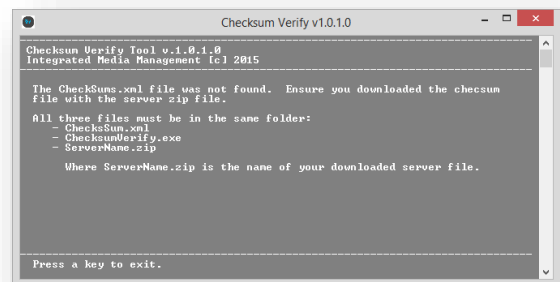 Checksum Verify v1.0.1.0
Checksum Verify Tool v.1.0.1.0
Integrated Media Management [c] 2015
The CheckSums.xml file was not found. Ensure you downloaded the checsum
file with the server zip file.
All three files must be in the same folder:
- ChecksSum.xml
- ChecksumVerify.exe
- ServerName.zip
Where ServerName.zip is the name of your downloaded server file.
Press a key to exit.